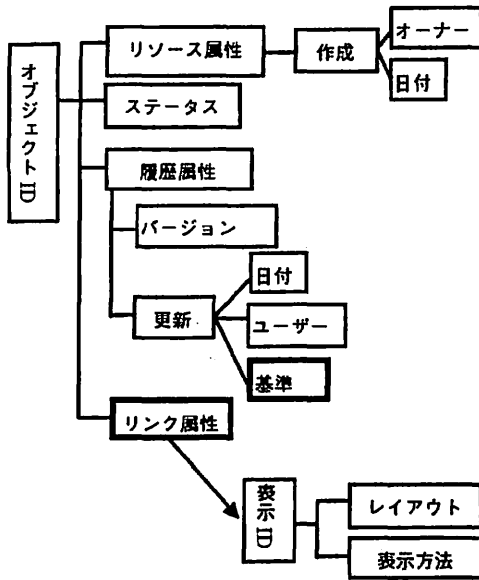 オブジェクトID
リソース属性
作成
オーナー
日付
ステータス
履歴属性
バージョン
更新
日付
ユーザー
基準
リンク属性
表示ID
レイアウト
表示方法